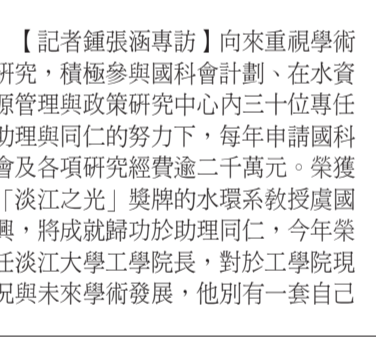 【記者鍾張涵專訪】向來重視學術
研究，積極參與國科會計劃、在水資
源管理與政策研究中心內三十位專任
助理與同仁的努力下，每年申請國科
會及各項研究經費逾二千萬元。榮獲
「淡江之光」獎牌的水環系教授虞國
興，將成就歸功於助理同仁，今年榮
任淡江大學工學院長，對於工學院現
況與未來學術發展，他別有一套自己